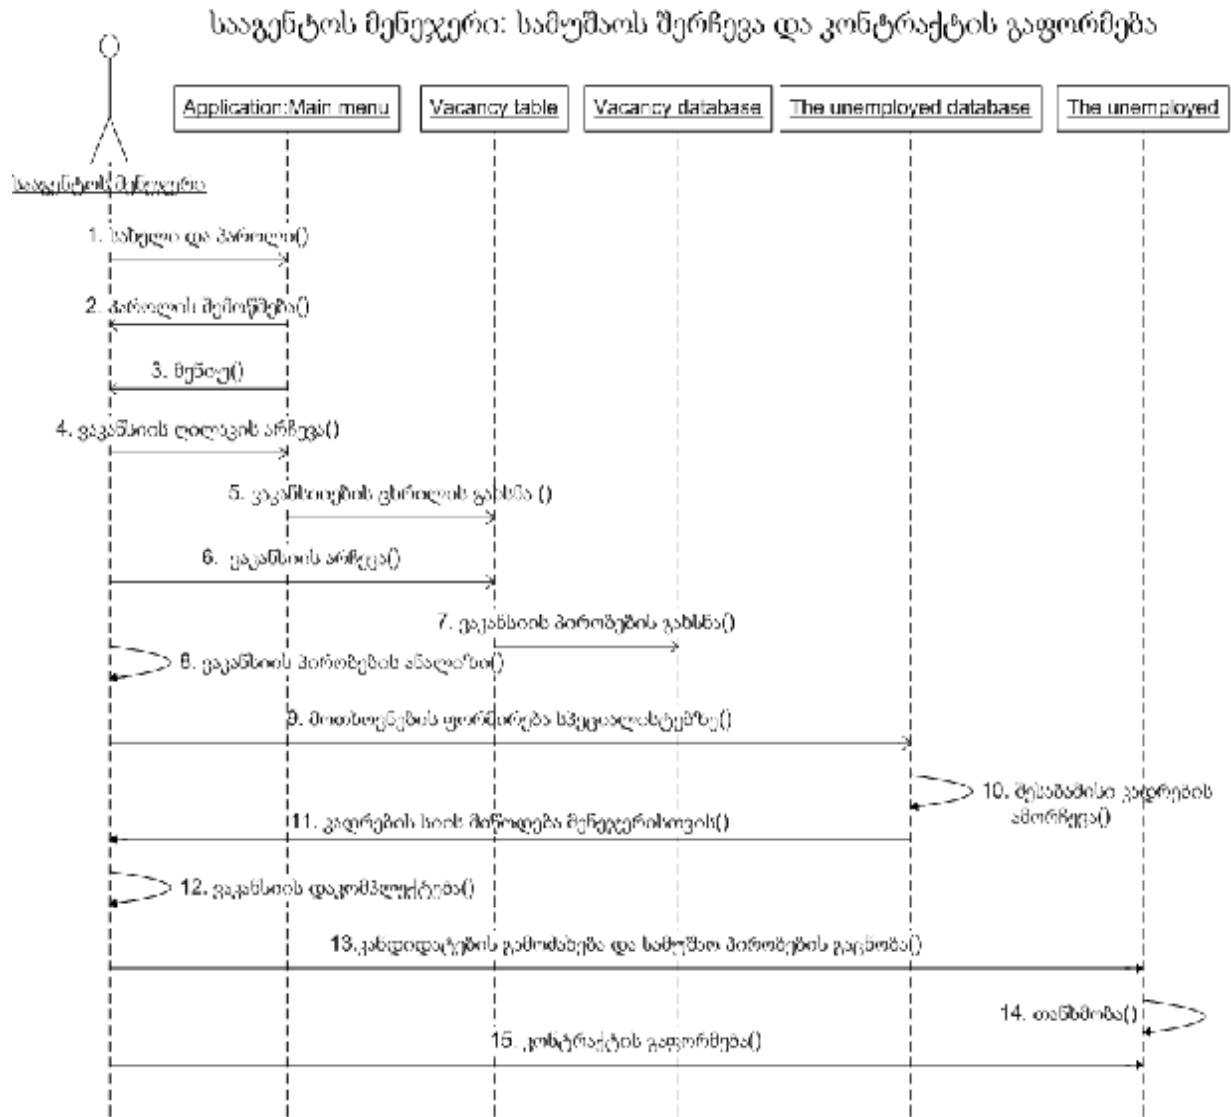 სააგენტოს მენეჯერი: სამუშაოს შერჩევა და კონტრაქტის გაფორმება
Application:Main menu
Vacancy table
Vacancy database
The unemployed database
The unemployed
სააგენტოს მენეჯერი
1. სახელი და პაროლი()
2. პაროლის შემოწმება()
3. მენიუ()
4. ვაკანსიის ღილაკის არჩევა()
5. ვაკანსიების ცხრილის გახსნა ()
6. ვაკანსიის არჩევა()
7. ვაკანსიის პირობების გახსნა()
8. ვაკანსიის პირობების ანალიზი()
9. მოთხოვნების ფორმირება სპეციალისტებზე()
10. შესაბამისი კადრების
ამორჩევა()
11. კადრების სიის მიწოდება მენეჯერისთვის()
12. ვაკანსიის დაკომპლექტება()
13.კანდიდატების გამოძახება და სამუშაო პირობების გაცნობა()
14. თანხმობა()
15. კონტრაქტის გაფორმება()